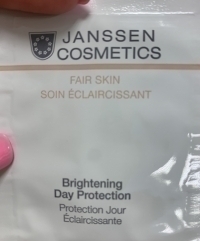 JANSSEN
COSMETICS
FAIR SKIN
SOIN ÉCLAIRCISSANT
Brightening
Day Protection
Protection Jour
Éclaircissante